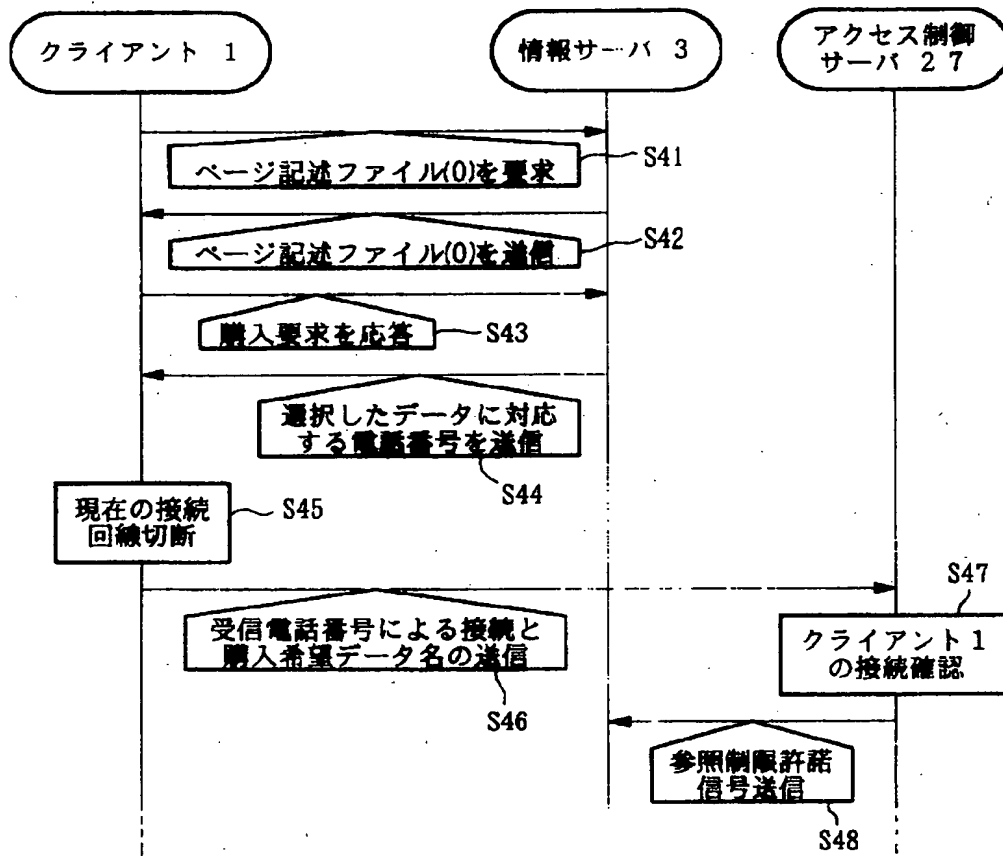 クライアント 1
情報サーバ 3
アクセス制御
サーバ 27
ページ記述ファイル(0)を要求
S41
ページ記述ファイル(0)を送信
S42
購入要求を応答
S43
選択したデータに対応
する電話番号を送信
S44
現在の接続
回線切断
S45
受信電話番号による接続と
購入希望データ名の送信
S46
S47
クライアント1
の接続確認
参照制限許諾
信号送信
S48